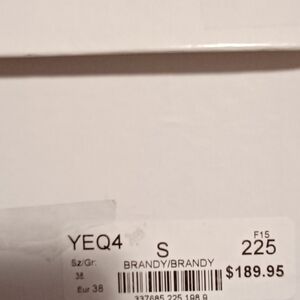 YEQ4 S F15 225
Sz/Gr: BRANDY/BRANDY $189.95
38
Eur 38
337685 225 198 9